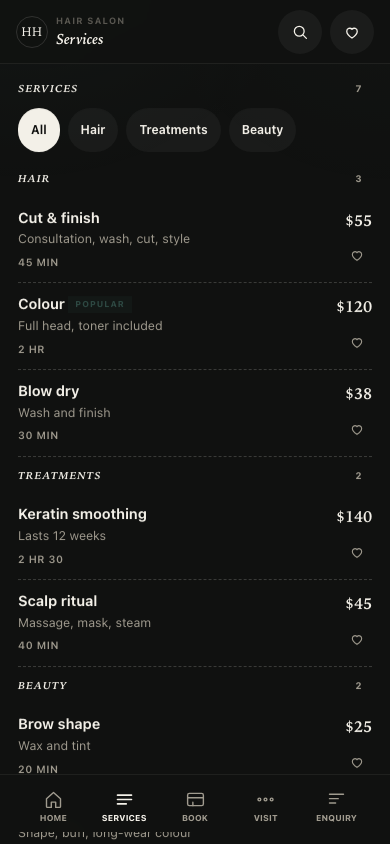 HH
HAIR SALON
Services
SERVICES 7
All Hair Treatments Beauty
HAIR 3
Cut & finish $55
Consultation, wash, cut, style
45 MIN
Colour POPULAR $120
Full head, toner included
2 HR
Blow dry $38
Wash and finish
30 MIN
TREATMENTS 2
Keratin smoothing $140
Lasts 12 weeks
2 HR 30
Scalp ritual $45
Massage, mask, steam
40 MIN
BEAUTY 2
Brow shape $25
Wax and tint
20 MIN
HOME SERVICES BOOK VISIT ENQUIRY
Shape, buff, long-wear colour